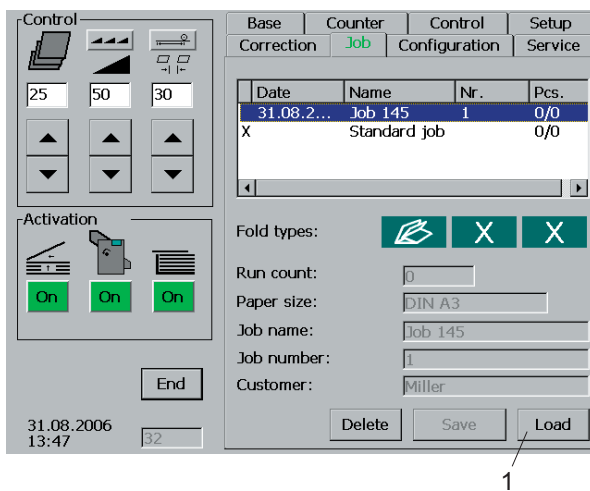 Control
25 50 30
Activation
On On On
End
31.08.2006
13:47
32
Base Counter Control Setup
Correction Job Configuration Service
Date Name Nr. Pcs.
31.08.2... Job 145 1 0/0
X Standard job 0/0
Fold types: X X
Run count: 0
Paper size: DIN A3
Job name: Job 145
Job number: 1
Customer: Miller
Delete Save Load
1